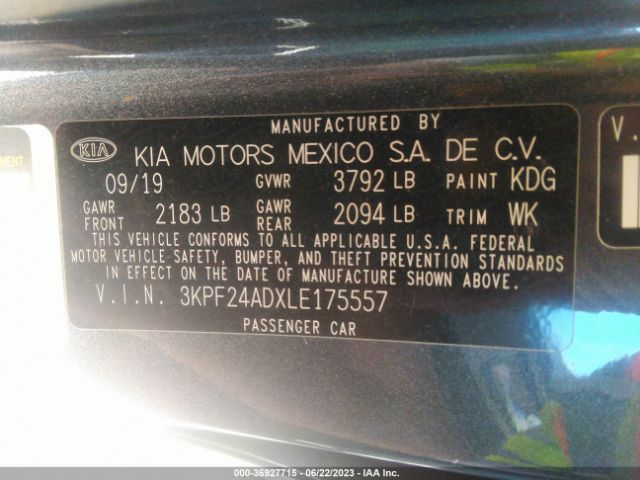 MANUFACTURED BY
KIA KIA MOTORS MEXICO S.A. DE C.V.
09/19 GVWR 3792 LB PAINT KDG
GAWR FRONT 2183 LB GAWR REAR 2094 LB TRIM WK
THIS VEHICLE CONFORMS TO ALL APPLICABLE U.S.A. FEDERAL
MOTOR VEHICLE-SAFETY, BUMPER, AND THEFT PREVENTION STANDARDS
IN EFFECT ON THE DATE OF MANUFACTURE SHOWN ABOVE.
V.I.N. 3KPF24ADXLE175557
PASSENGER CAR
V.
000-36927715 - 06/22/2023 - IAA Inc.